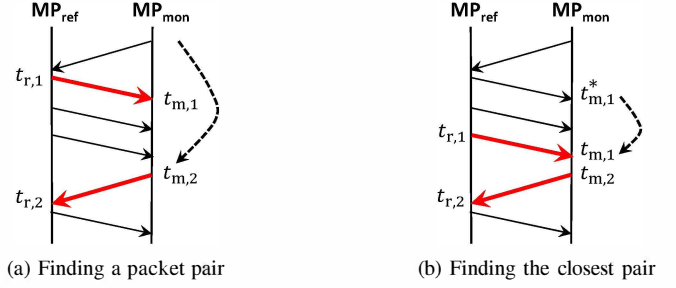 MP_ref MP_mon
t_r,1
t_m,1
t_m,2
t_r,2
(a) Finding a packet pair
MP_ref MP_mon
t*_m,1
t_r,1
t_m,1
t_m,2
t_r,2
(b) Finding the closest pair